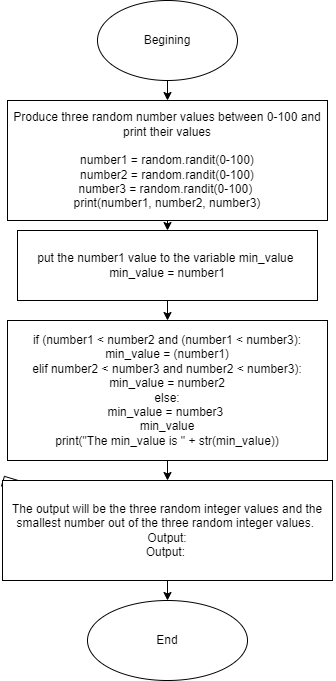 Begining
Produce three random number values between 0-100 and
print their values
number1 = random.randit(0-100)
number2 = random.randit(0-100)
number3 = random.randit(0-100)
print(number1, number2, number3)
put the number1 value to the variable min_value
min_value = number1
if (number1 < number2 and (number1 < number3):
min_value = (number1)
elif number2 < number3 and number2 < number3):
min_value = number2
else:
min_value = number3
min_value
print("The min_value is " + str(min_value))
The output will be the three random integer values and the
smallest number out of the three random integer values.
Output:
Output:
End